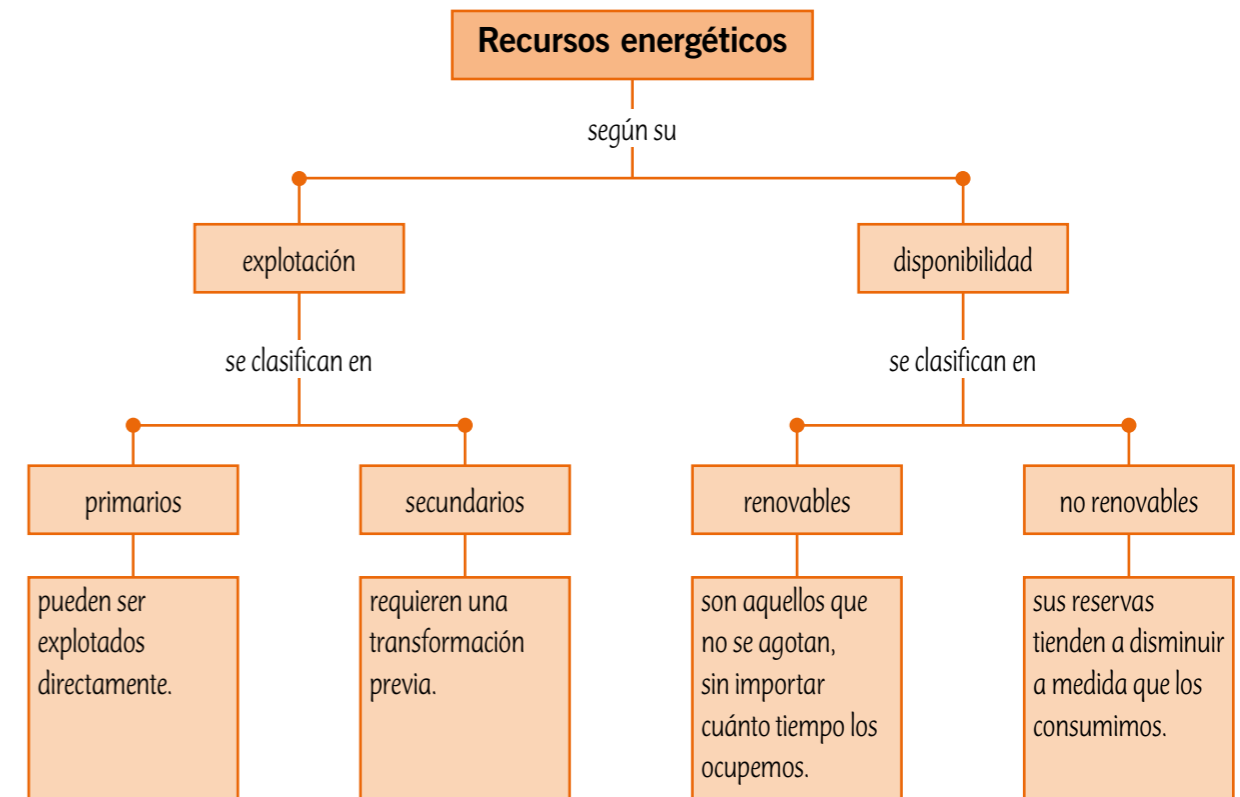 Recursos energéticos
según su
explotación
disponibilidad
se clasifican en
se clasifican en
primarios
secundarios
renovables
no renovables
pueden ser
explotados
directamente.
requieren una
transformación
previa.
son aquellos que
no se agotan,
sin importar
cuánto tiempo los
ocupemos.
sus reservas
tienden a disminuir
a medida que los
consumimos.